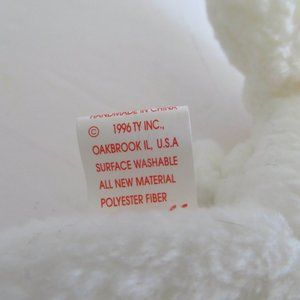 HANDMADE IN CHINA
© 1996 TY INC.,
OAKBROOK IL, U.S.A
SURFACE WASHABLE
ALL NEW MATERIAL
POLYESTER FIBER